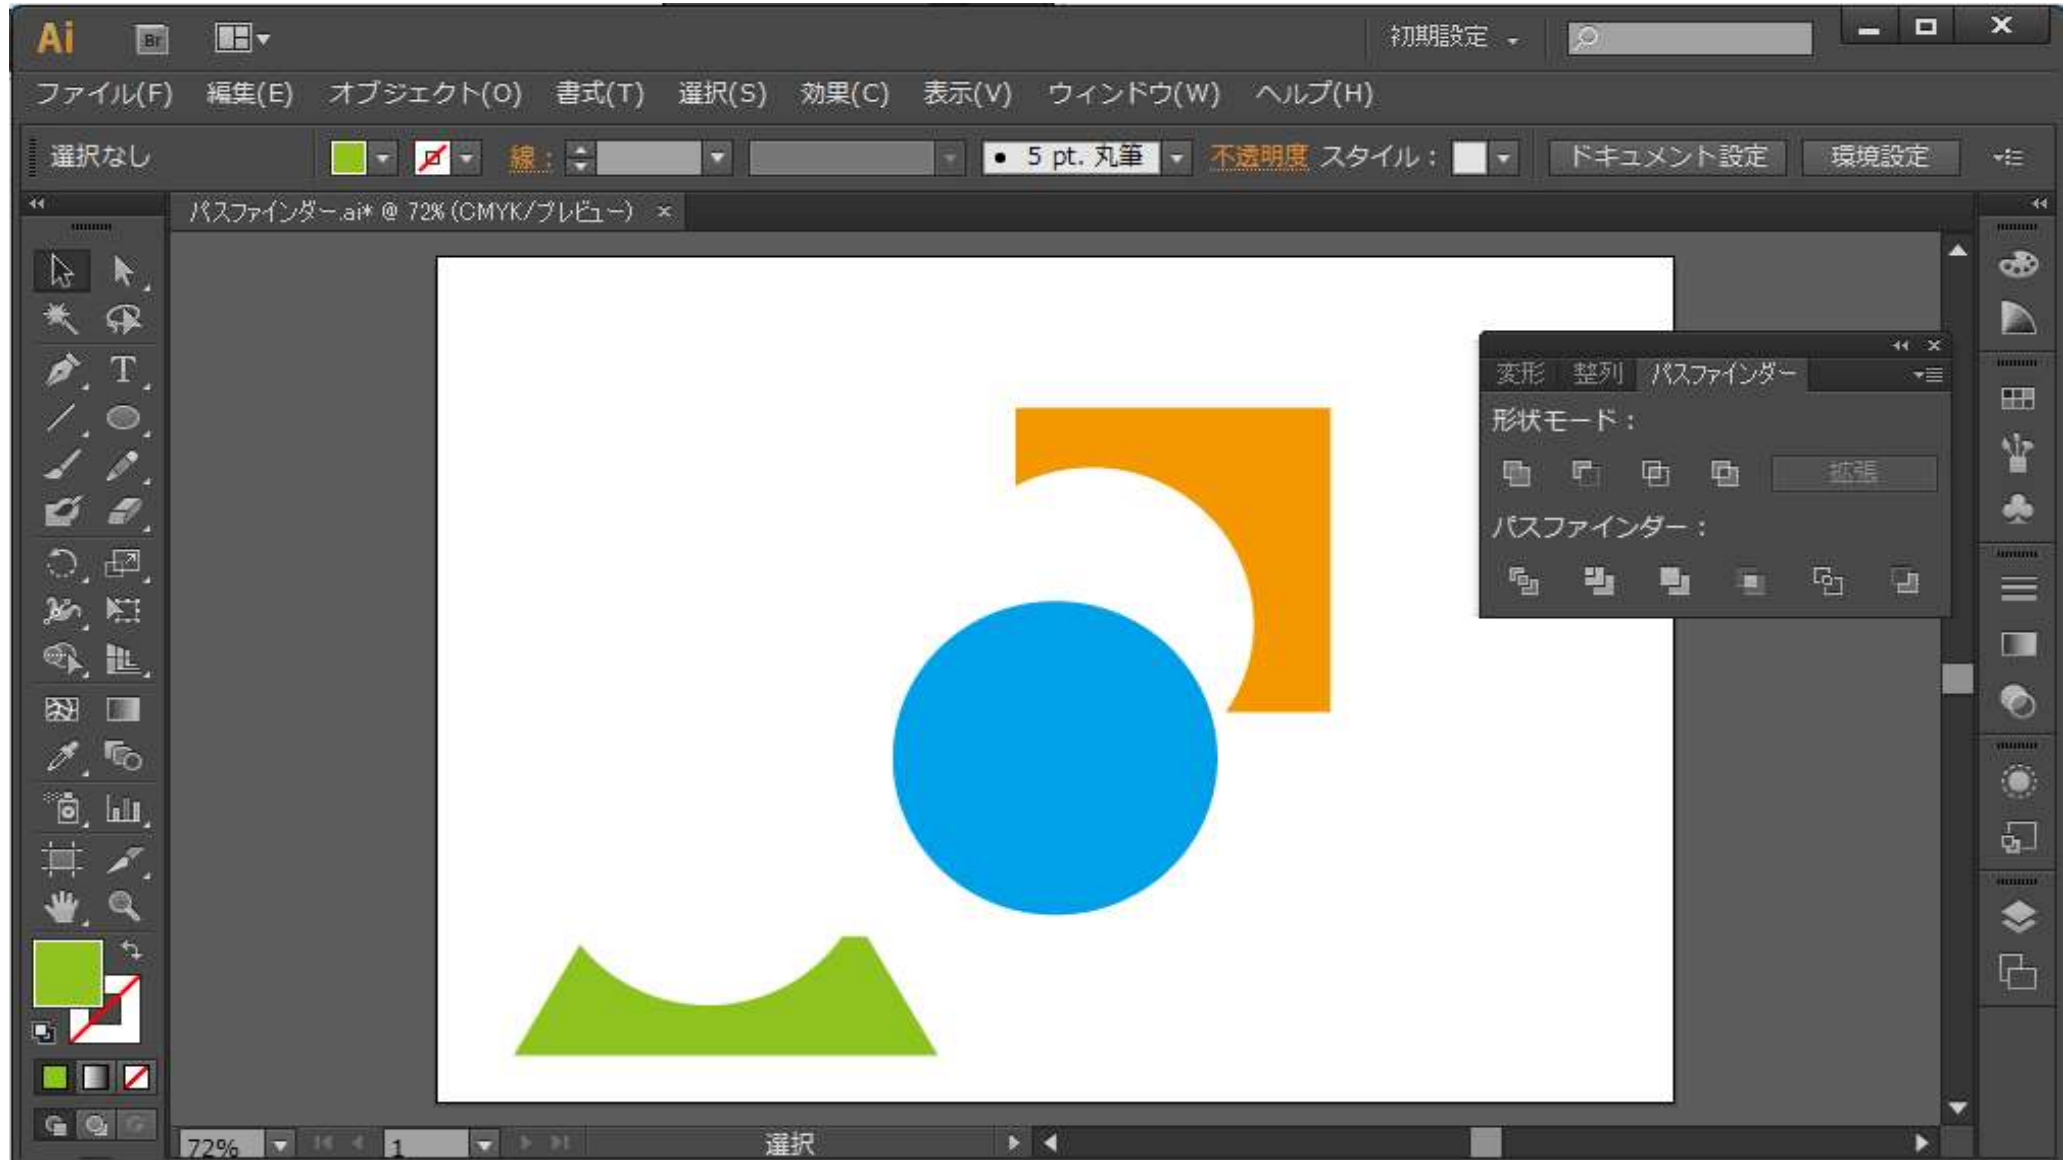 Ai Br 初期設定
ファイル(F) 編集(E) オブジェクト(O) 書式(T) 選択(S) 効果(C) 表示(V) ウィンドウ(W) ヘルプ(H)
選択なし 線： 5 pt. 丸筆 不透明度 スタイル： ドキュメント設定 環境設定
パスファインダー.ai* @ 72% (CMYK/プレビュー) ×
変形 整列 パスファインダー
形状モード：
拡張
パスファインダー：
72% 1 選択